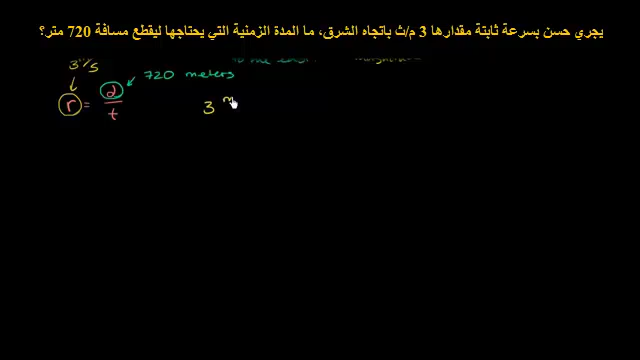 يجري حسن بسرعة ثابتة مقدارها 3 م/ث باتجاه الشرق، ما المدة الزمنية التي يحتاجها ليقطع مسافة 720 متر؟
3 m/s
720 meters
r = d/t
3 m